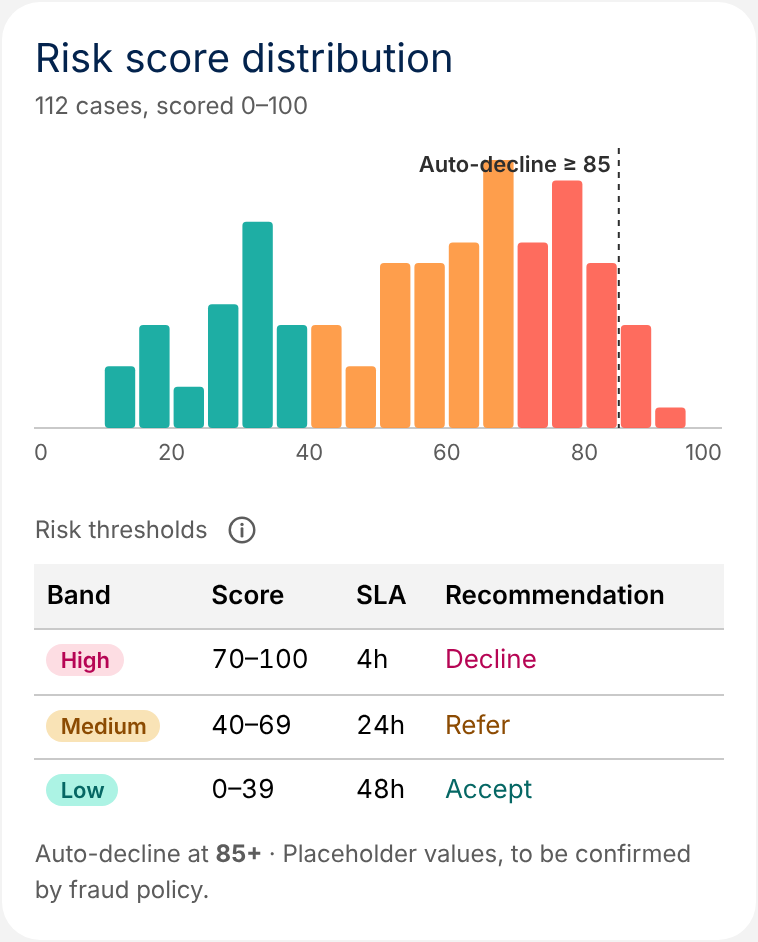 Risk score distribution
112 cases, scored 0–100
Auto-decline ≥ 85
0 20 40 60 80 100
Risk thresholds
Band Score SLA Recommendation
High 70–100 4h Decline
Medium 40–69 24h Refer
Low 0–39 48h Accept
Auto-decline at 85+ · Placeholder values, to be confirmed
by fraud policy.